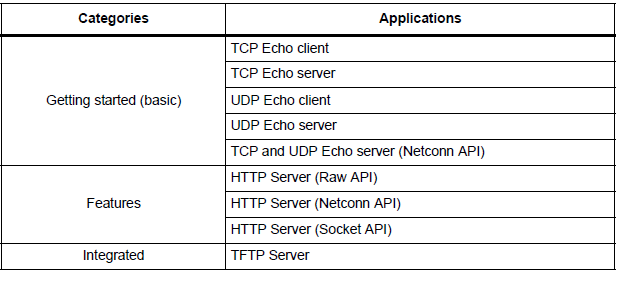 Categories Applications
TCP Echo client
TCP Echo server
Getting started (basic) UDP Echo client
UDP Echo server
TCP and UDP Echo server (Netconn API)
HTTP Server (Raw API)
Features HTTP Server (Netconn API)
HTTP Server (Socket API)
Integrated TFTP Server